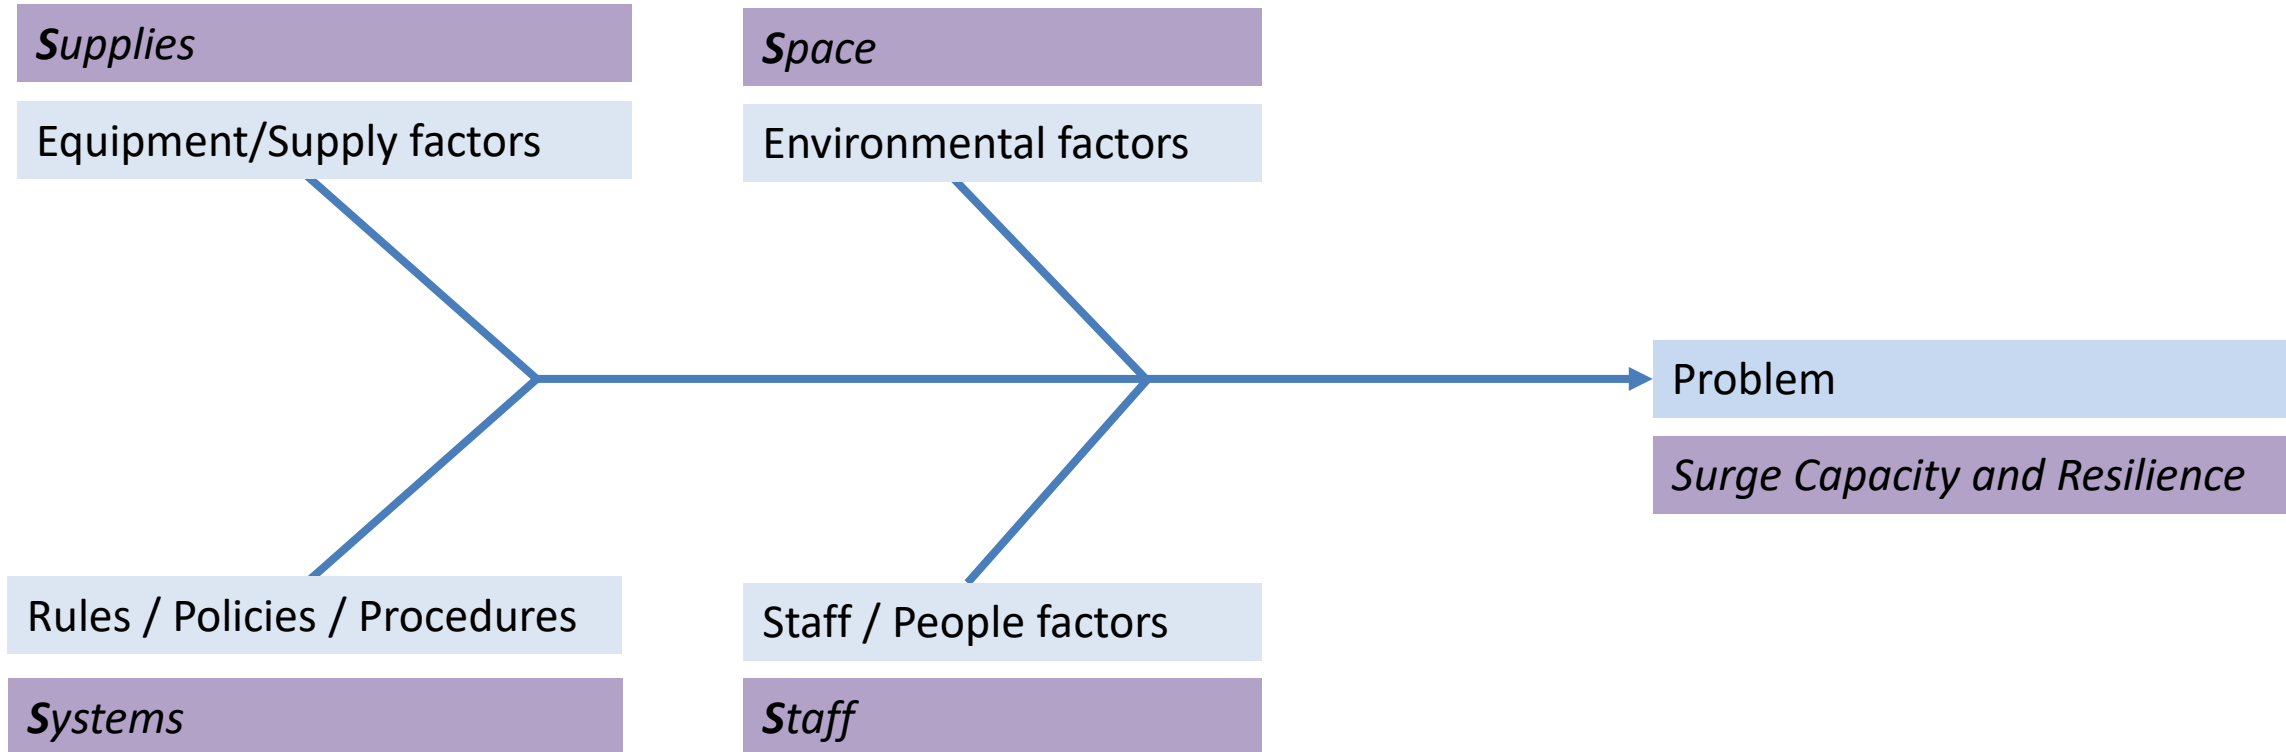 Supplies
Space
Equipment/Supply factors
Environmental factors
Problem
Surge Capacity and Resilience
Rules / Policies / Procedures
Staff / People factors
Systems
Staff